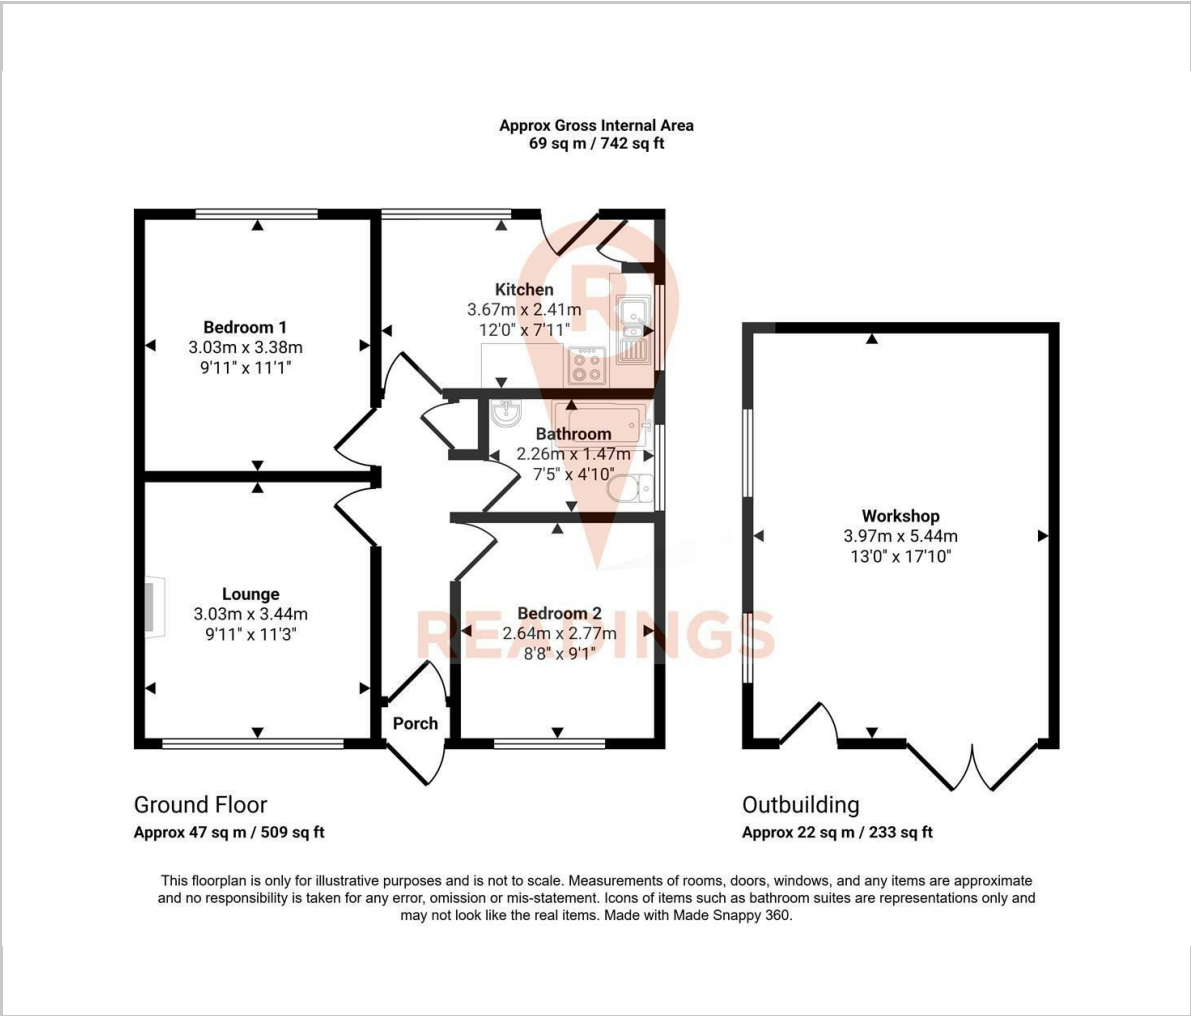 Approx Gross Internal Area
69 sq m / 742 sq ft
Kitchen
3.67m x 2.41m
12'0" x 7'11"
Bedroom 1
3.03m x 3.38m
9'11" x 11'1"
Bathroom
2.26m x 1.47m
7'5" x 4'10"
Workshop
3.97m x 5.44m
13'0" x 17'10"
Lounge
3.03m x 3.44m
9'11" x 11'3"
Bedroom 2
2.64m x 2.77m
8'8" x 9'1"
R
READINGS
Porch
Ground Floor
Approx 47 sq m / 509 sq ft
Outbuilding
Approx 22 sq m / 233 sq ft
This floorplan is only for illustrative purposes and is not to scale. Measurements of rooms, doors, windows, and any items are approximate
and no responsibility is taken for any error, omission or mis-statement. Icons of items such as bathroom suites are representations only and
may not look like the real items. Made with Made Snappy 360.